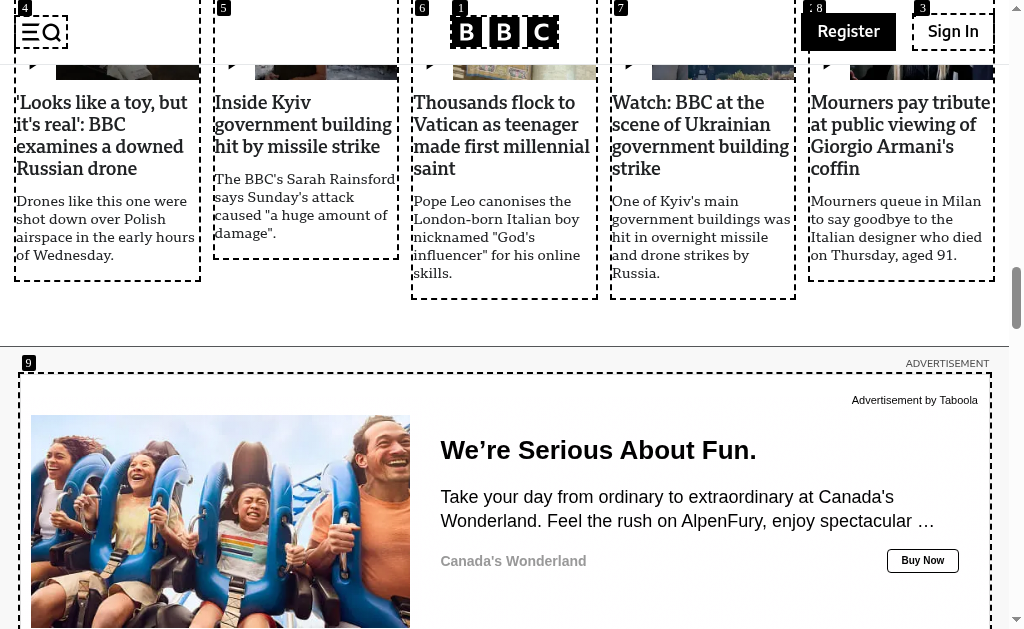 4
5
6
1
7
8
3
BBC
Register
Sign In
'Looks like a toy, but
it's real': BBC
examines a downed
Russian drone
Drones like this one were
shot down over Polish
airspace in the early hours
of Wednesday.
Inside Kyiv
government building
hit by missile strike
The BBC's Sarah Rainsford
says Sunday's attack
caused "a huge amount of
damage".
Thousands flock to
Vatican as teenager
made first millennial
saint
Pope Leo canonises the
London-born Italian boy
nicknamed "God's
influencer" for his online
skills.
Watch: BBC at the
scene of Ukrainian
government building
strike
One of Kyiv's main
government buildings was
hit in overnight missile
and drone strikes by
Russia.
Mourners pay tribute
at public viewing of
Giorgio Armani's
coffin
Mourners queue in Milan
to say goodbye to the
Italian designer who died
on Thursday, aged 91.
9
ADVERTISEMENT
Advertisement by Taboola
We’re Serious About Fun.
Take your day from ordinary to extraordinary at Canada's
Wonderland. Feel the rush on AlpenFury, enjoy spectacular …
Canada's Wonderland
Buy Now